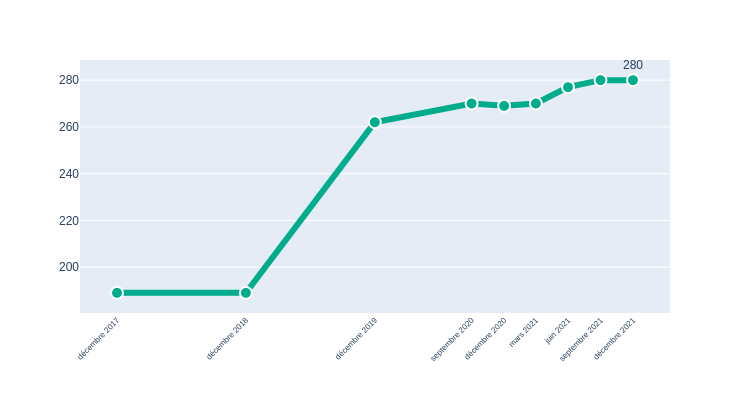 280
280
260
240
220
200
décembre 2017
décembre 2018
décembre 2019
septembre 2020
décembre 2020
mars 2021
juin 2021
septembre 2021
décembre 2021